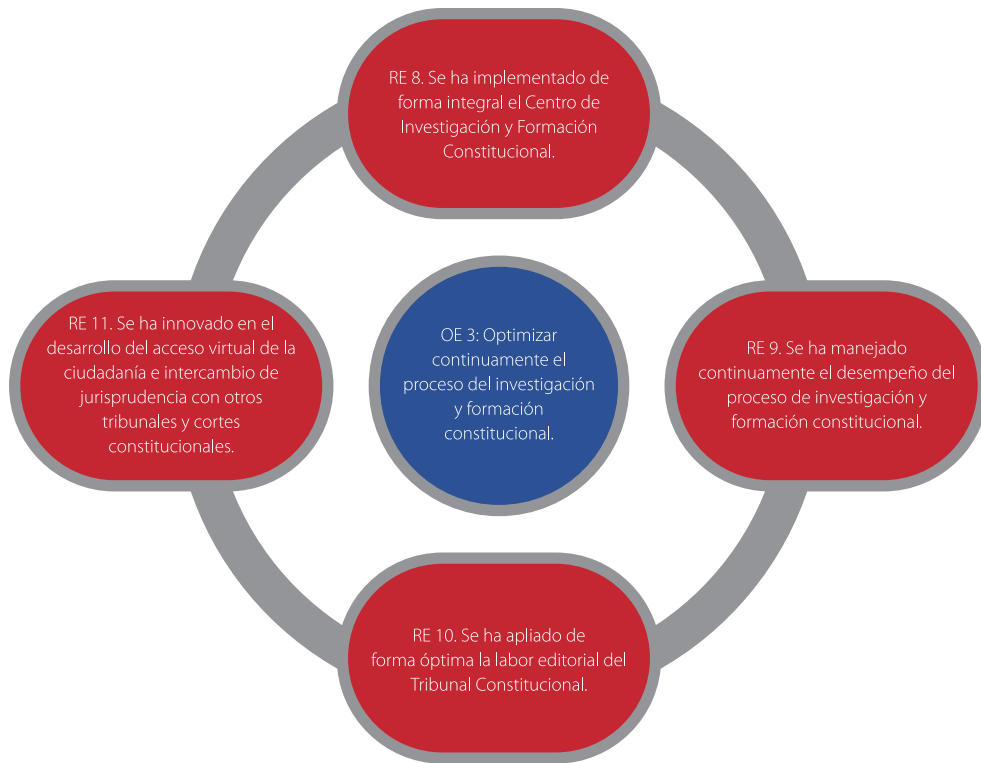 RE 8. Se ha implementado de
forma integral el Centro de
Investigación y Formación
Constitucional.
RE 11. Se ha innovado en el
desarrollo del acceso virtual de la
ciudadanía e intercambio de
jurisprudencia con otros
tribunales y cortes
constitucionales.
OE 3: Optimizar
continuamente el
proceso del investigación
y formación
constitucional.
RE 9. Se ha manejado
continuamente el desempeño del
proceso de investigación y
formación constitucional.
RE 10. Se ha apliado de
forma óptima la labor editorial del
Tribunal Constitucional.